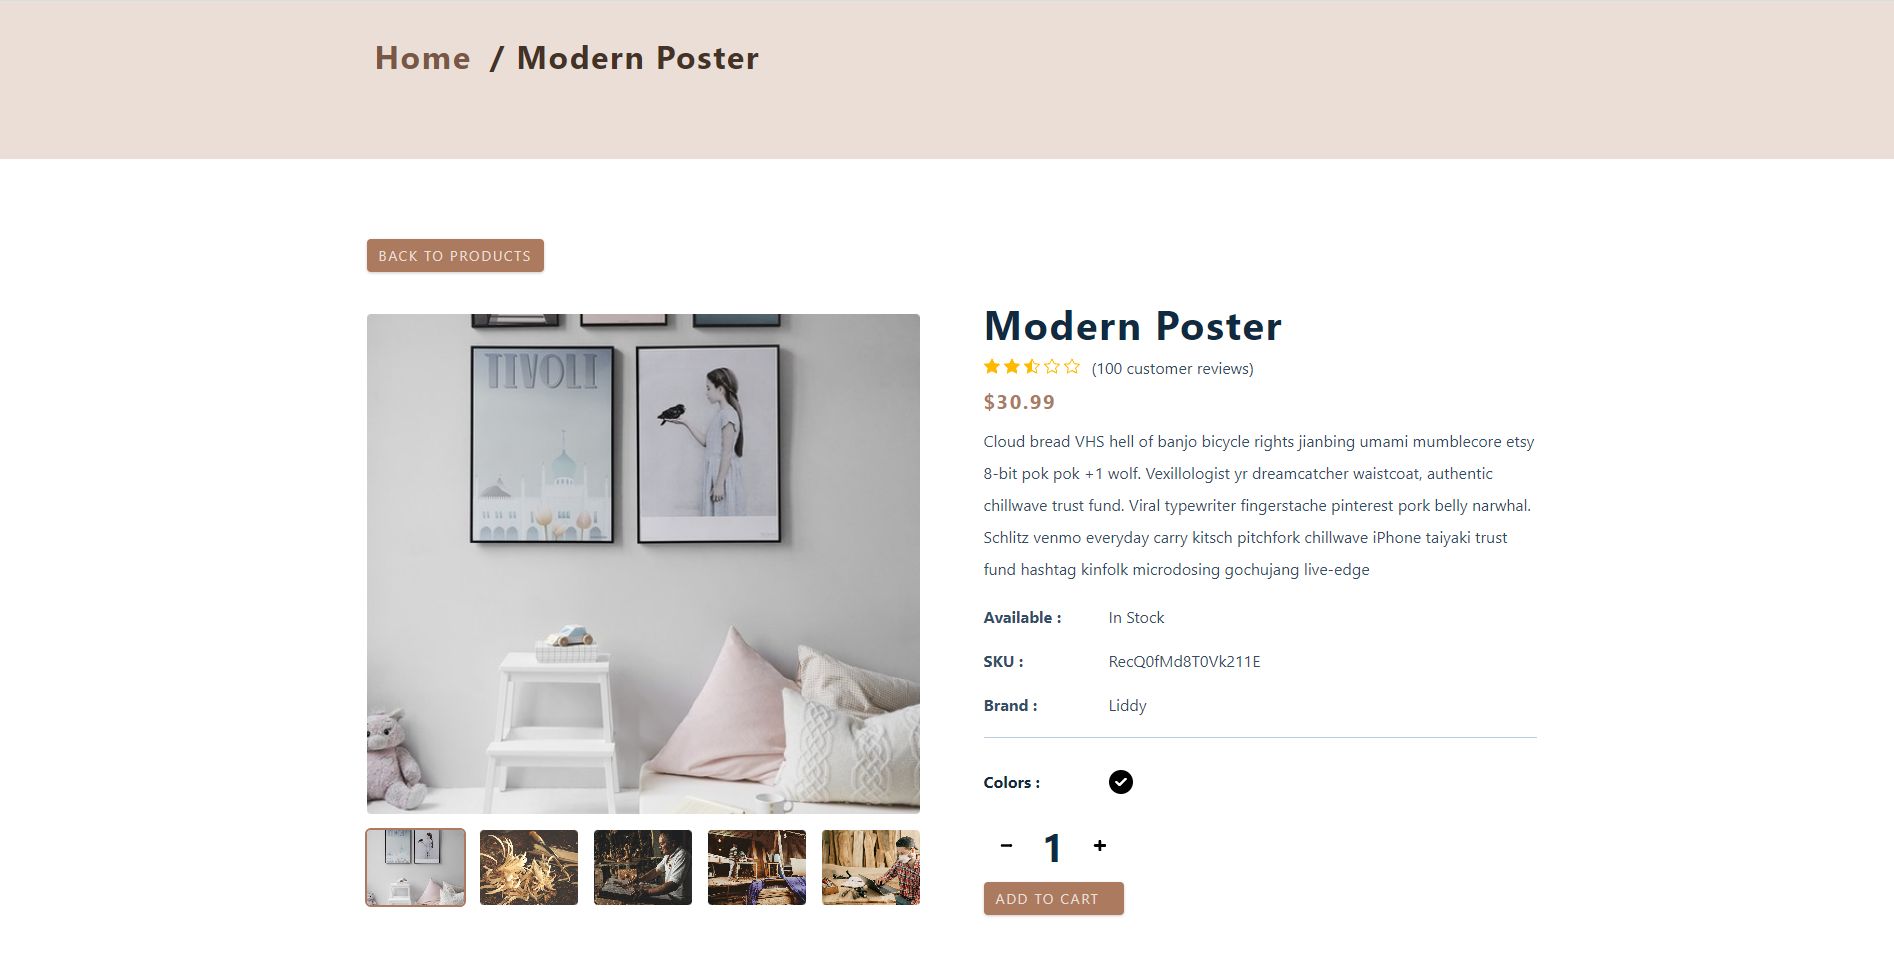 Home / Modern Poster
BACK TO PRODUCTS
TIVOLI
Modern Poster
(100 customer reviews)
$30.99
Cloud bread VHS hell of banjo bicycle rights jianbing umami mumblecore etsy
8-bit pok pok +1 wolf. Vexillologist yr dreamcatcher waistcoat, authentic
chillwave trust fund. Viral typewriter fingerstache pinterest pork belly narwhal.
Schlitz venmo everyday carry kitsch pitchfork chillwave iPhone taiyaki trust
fund hashtag kinfolk microdosing gochujang live-edge
Available : In Stock
SKU : RecQ0fMd8T0Vk211E
Brand : Liddy
Colors :
− 1 +
ADD TO CART